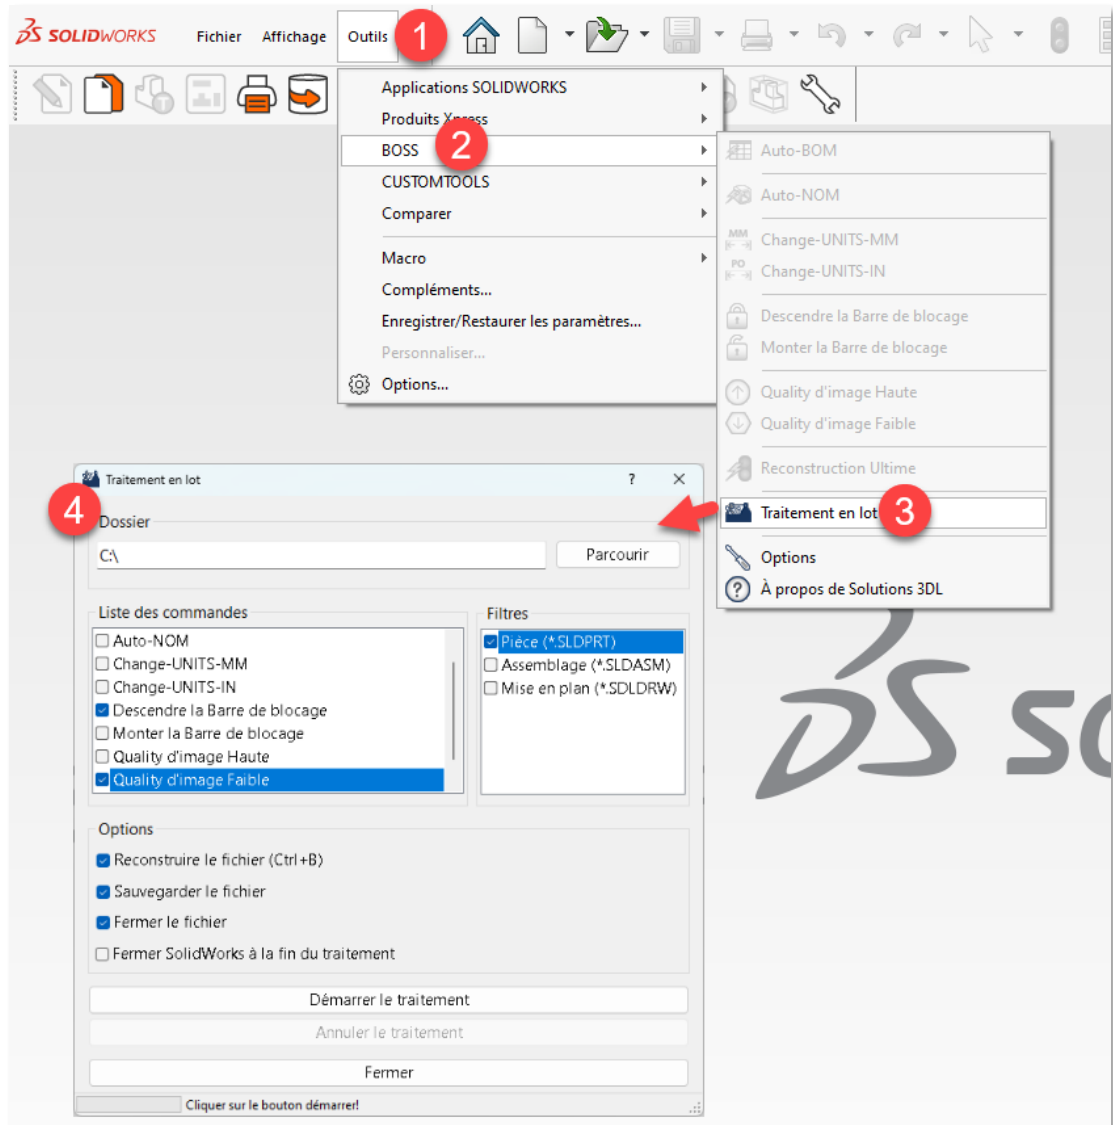 SOLIDWORKS
Fichier Affichage Outils 1
Applications SOLIDWORKS
Produits Xpress
BOSS 2
CUSTOMTOOLS
Comparer
Macro
Compléments...
Enregistrer/Restaurer les paramètres...
Personnaliser...
Options...
Auto-BOM
Auto-NOM
MM Change-UNITS-MM
PO Change-UNITS-IN
Descendre la Barre de blocage
Monter la Barre de blocage
Quality d'image Haute
Quality d'image Faible
Reconstruction Ultime
Traitement en lot 3
Options
À propos de Solutions 3DL
Traitement en lot ?
4
Dossier
C:\ Parcourir
Liste des commandes
Auto-NOM
Change-UNITS-MM
Change-UNITS-IN
Descendre la Barre de blocage
Monter la Barre de blocage
Quality d'image Haute
Quality d'image Faible
Filtres
Pièce (*.SLDPRT)
Assemblage (*.SLDASM)
Mise en plan (*.SDLDRW)
Options
Reconstruire le fichier (Ctrl+B)
Sauvegarder le fichier
Fermer le fichier
Fermer SolidWorks à la fin du traitement
Démarrer le traitement
Annuler le traitement
Fermer
Cliquer sur le bouton démarrer!